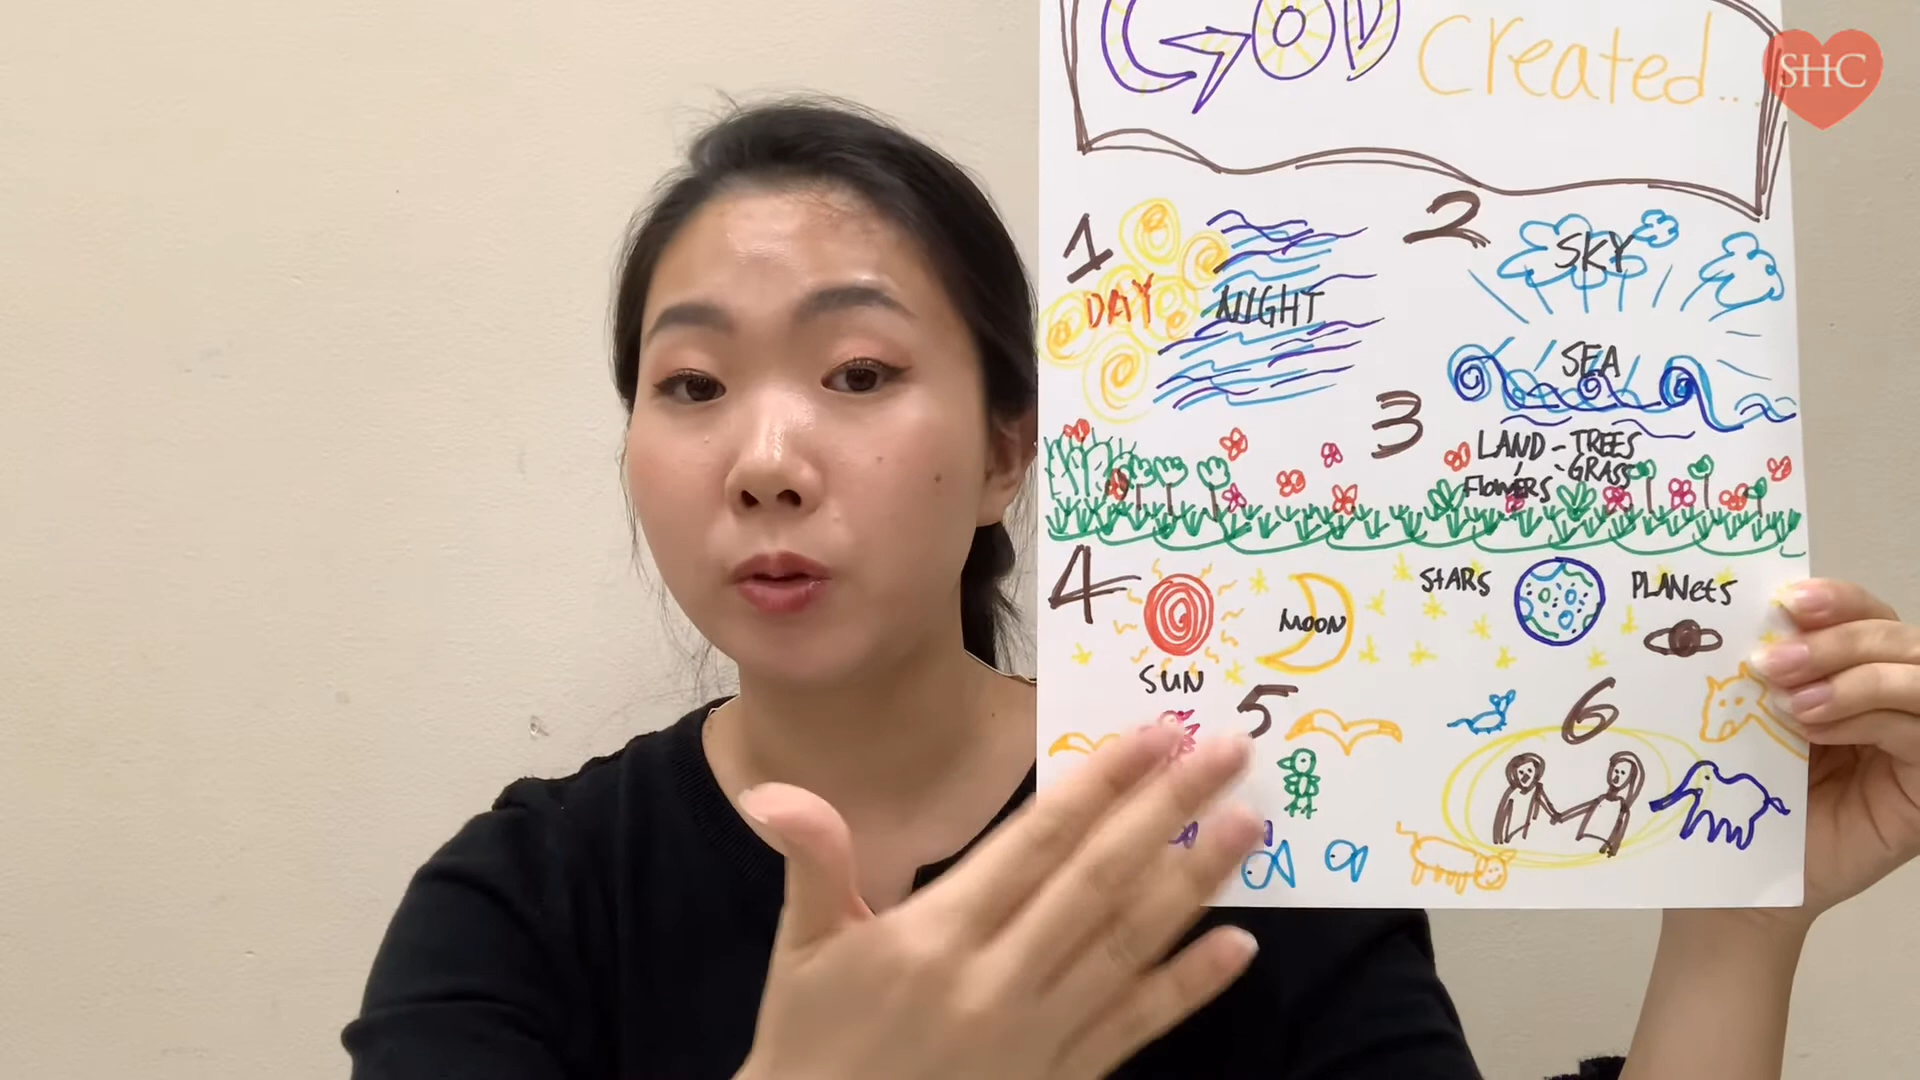 GOD created...
SHC
1
2
SKY
DAY NIGHT
SEA
3
LAND - TREES
- GRASS
FLOWERS
4
STARS
PLANETS
MOON
SUN
5
6